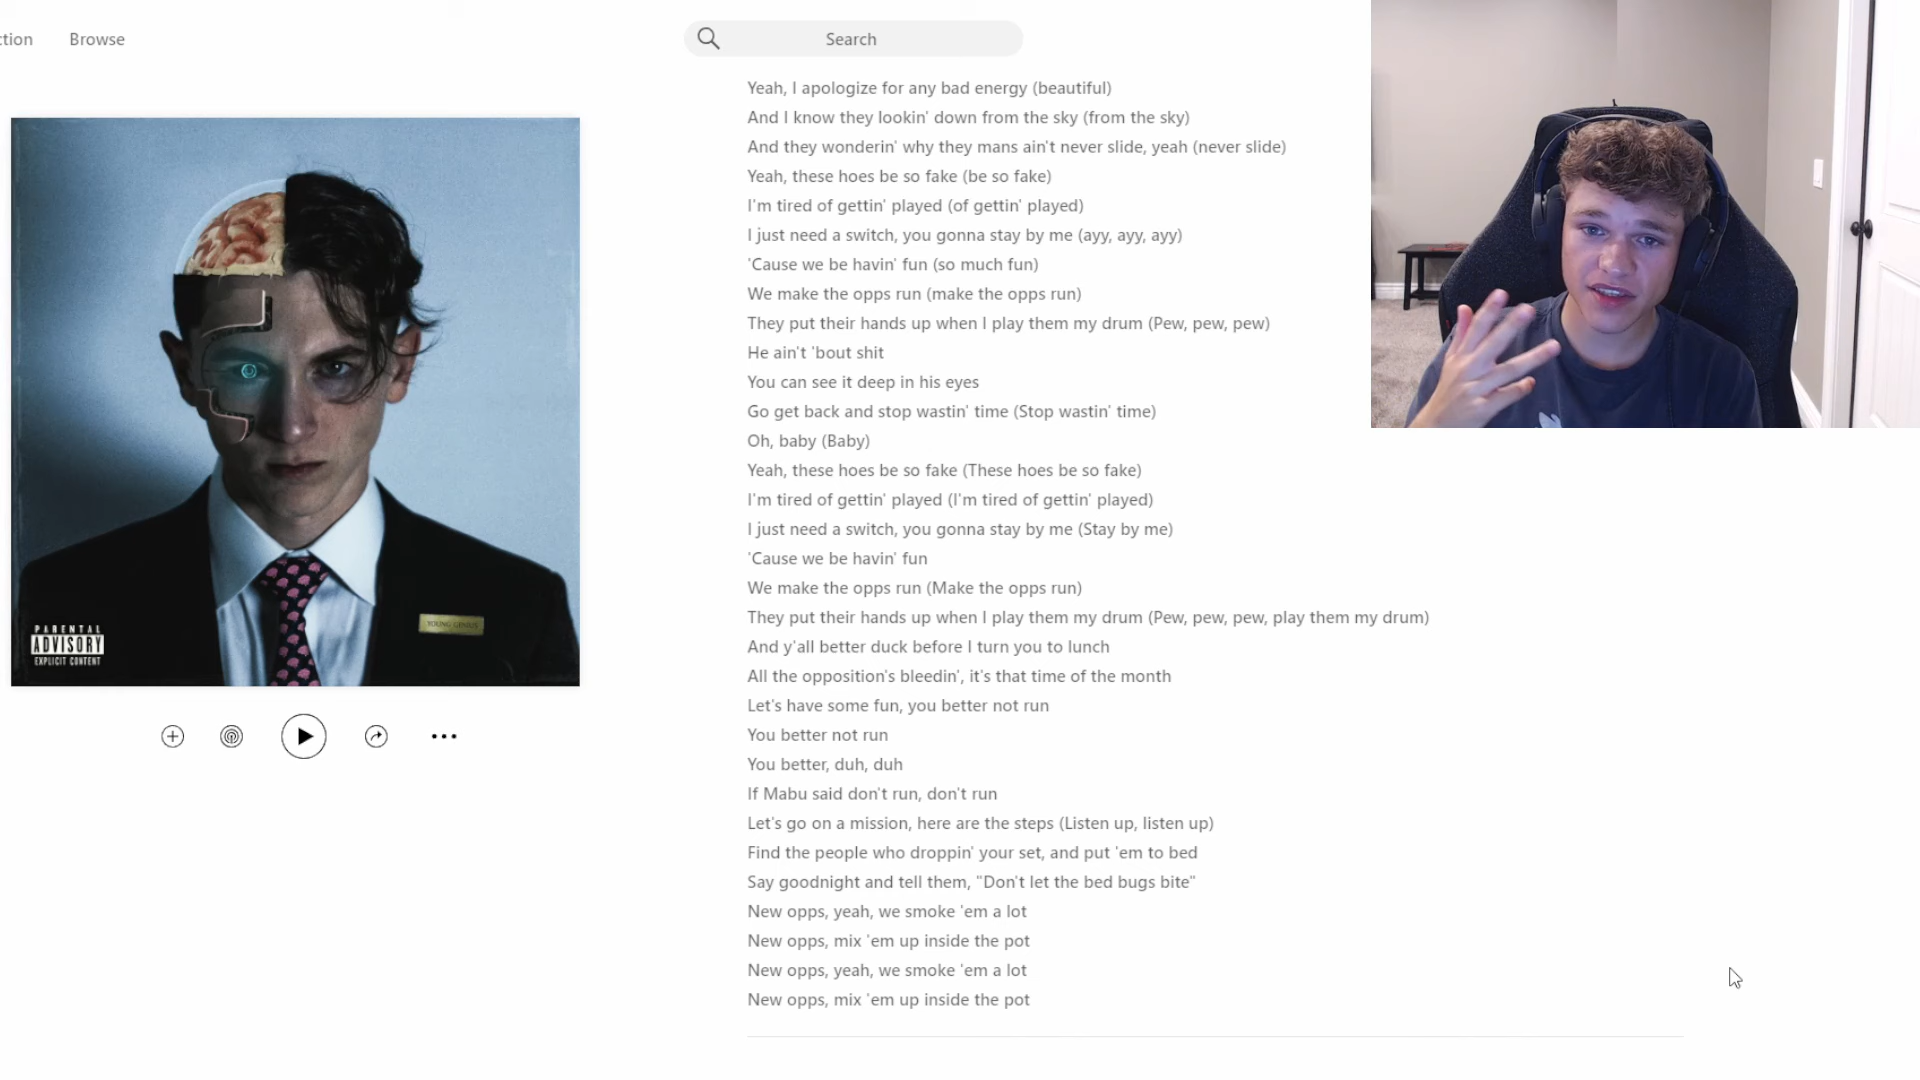 ction
Browse
Search
Yeah, I apologize for any bad energy (beautiful)
And I know they lookin' down from the sky (from the sky)
And they wonderin' why they mans ain't never slide, yeah (never slide)
Yeah, these hoes be so fake (be so fake)
I'm tired of gettin' played (of gettin' played)
I just need a switch, you gonna stay by me (ayy, ayy, ayy)
'Cause we be havin' fun (so much fun)
We make the opps run (make the opps run)
They put their hands up when I play them my drum (Pew, pew, pew)
He ain't 'bout shit
You can see it deep in his eyes
Go get back and stop wastin' time (Stop wastin' time)
Oh, baby (Baby)
Yeah, these hoes be so fake (These hoes be so fake)
I'm tired of gettin' played (I'm tired of gettin' played)
I just need a switch, you gonna stay by me (Stay by me)
'Cause we be havin' fun
We make the opps run (Make the opps run)
They put their hands up when I play them my drum (Pew, pew, pew, play them my drum)
And y'all better duck before I turn you to lunch
All the opposition's bleedin', it's that time of the month
Let's have some fun, you better not run
You better not run
You better, duh, duh
If Mabu said don't run, don't run
Let's go on a mission, here are the steps (Listen up, listen up)
Find the people who droppin' your set, and put 'em to bed
Say goodnight and tell them, "Don't let the bed bugs bite"
New opps, yeah, we smoke 'em a lot
New opps, mix 'em up inside the pot
New opps, yeah, we smoke 'em a lot
New opps, mix 'em up inside the pot
YOUNG GENIUS
PARENTAL
ADVISORY
EXPLICIT CONTENT